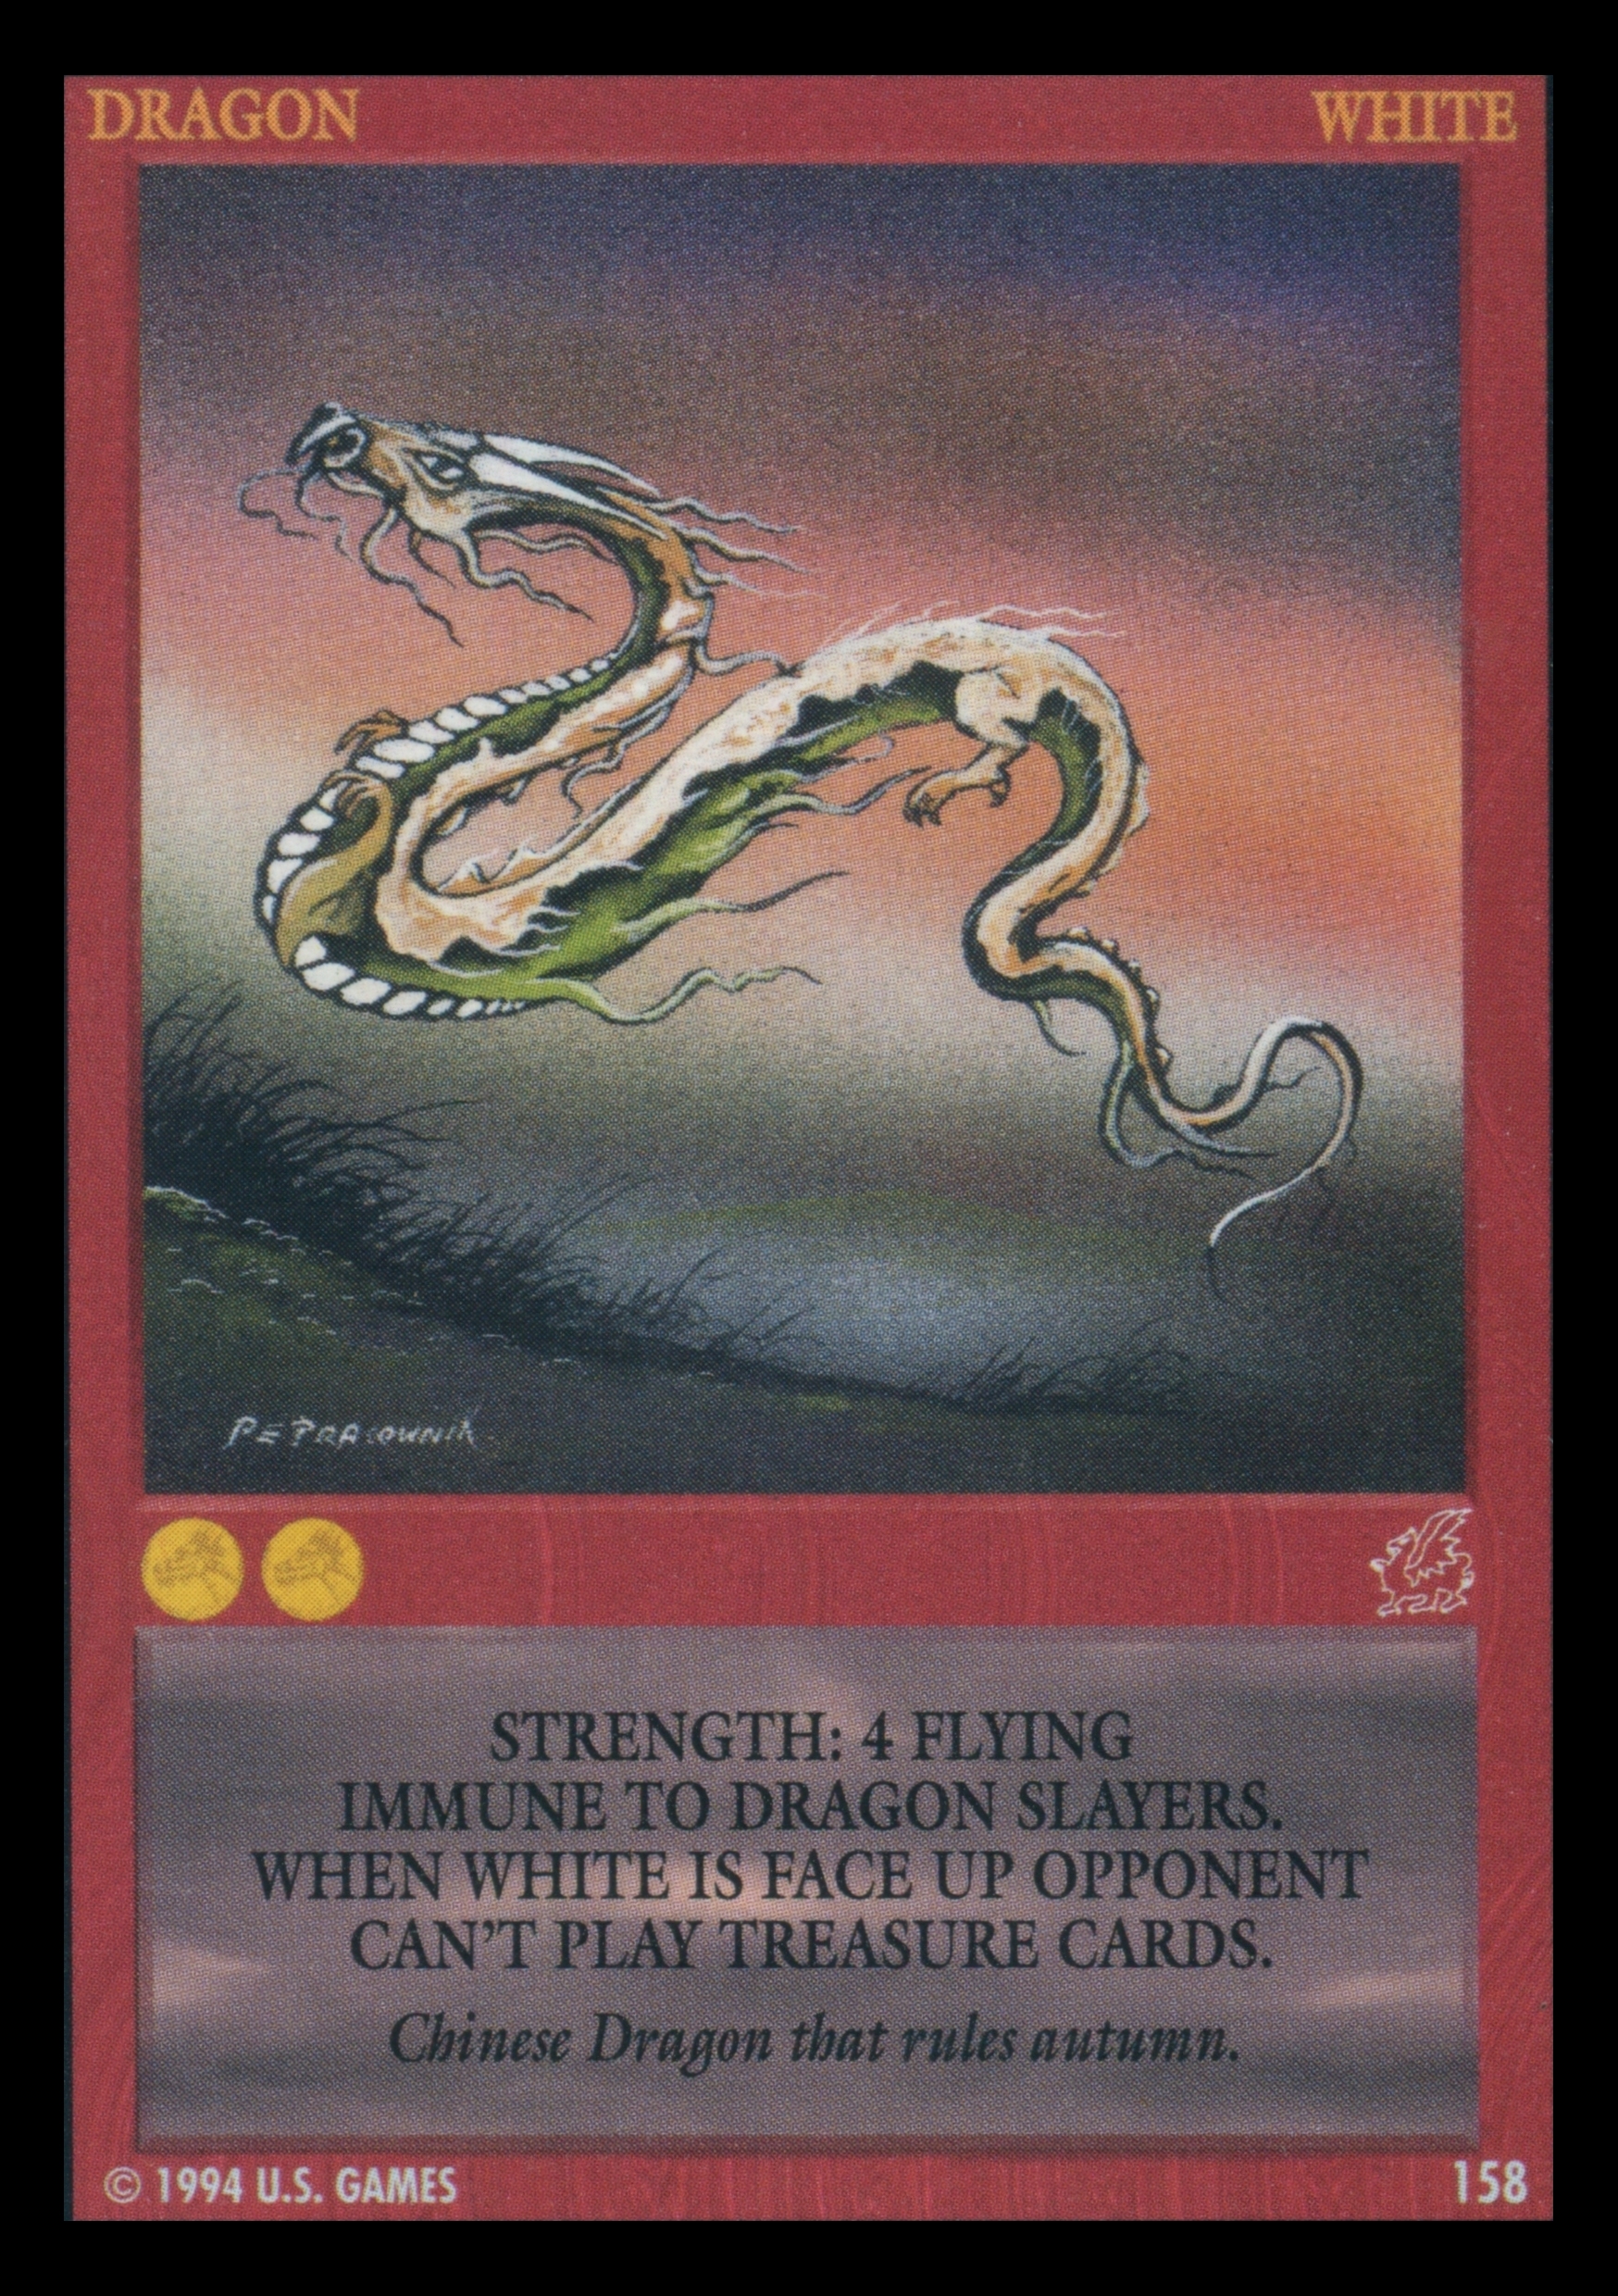 DRAGON WHITE
PEPRACOWNIK
STRENGTH: 4 FLYING
IMMUNE TO DRAGON SLAYERS.
WHEN WHITE IS FACE UP OPPONENT
CAN'T PLAY TREASURE CARDS.
Chinese Dragon that rules autumn.
© 1994 U.S. GAMES 158